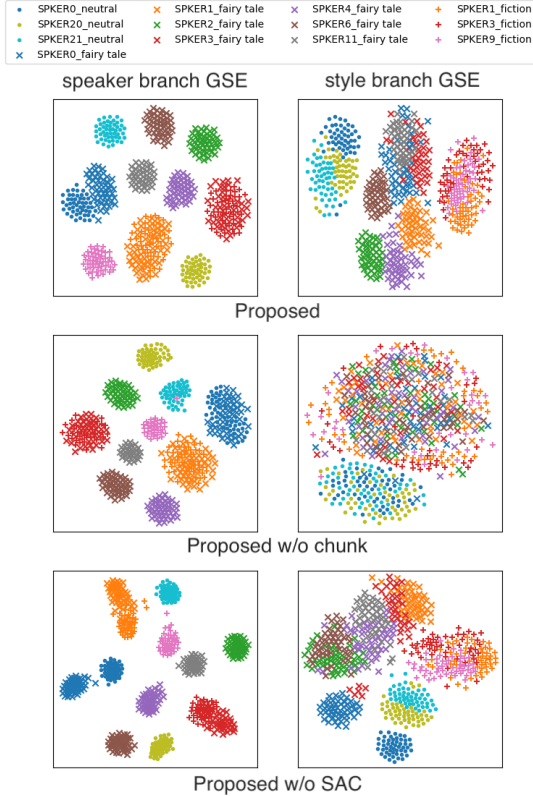 SPKER0_neutral SPKER1_fairy tale SPKER4_fairy tale SPKER1_fiction
SPKER20_neutral SPKER2_fairy tale SPKER6_fairy tale SPKER3_fiction
SPKER21_neutral SPKER3_fairy tale SPKER11_fairy tale SPKER9_fiction
SPKER0_fairy tale
speaker branch GSE style branch GSE
Proposed
Proposed w/o chunk
Proposed w/o SAC